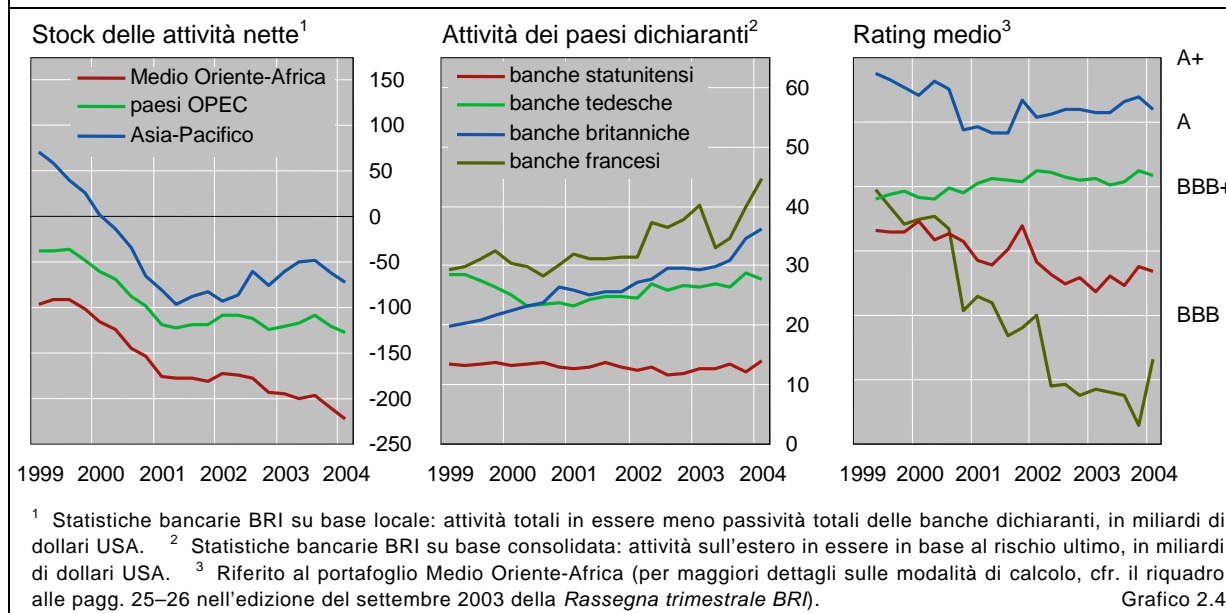 Stock delle attività nette1
Attività dei paesi dichiaranti2
Rating medio3
Medio Oriente-Africa
paesi OPEC
Asia-Pacifico
150
100
50
0
-50
-100
-150
-200
-250
1999 2000 2001 2002 2003 2004
banche statunitensi
banche tedesche
banche britanniche
banche francesi
60
50
40
30
20
10
0
1999 2000 2001 2002 2003 2004
A+
A
BBB+
BBB
1999 2000 2001 2002 2003 2004
1 Statistiche bancarie BRI su base locale: attività totali in essere meno passività totali delle banche dichiaranti, in miliardi di
dollari USA. 2 Statistiche bancarie BRI su base consolidata: attività sull'estero in essere in base al rischio ultimo, in miliardi
di dollari USA. 3 Riferito al portafoglio Medio Oriente-Africa (per maggiori dettagli sulle modalità di calcolo, cfr. il riquadro
alle pagg. 25–26 nell'edizione del settembre 2003 della Rassegna trimestrale BRI). Grafico 2.4